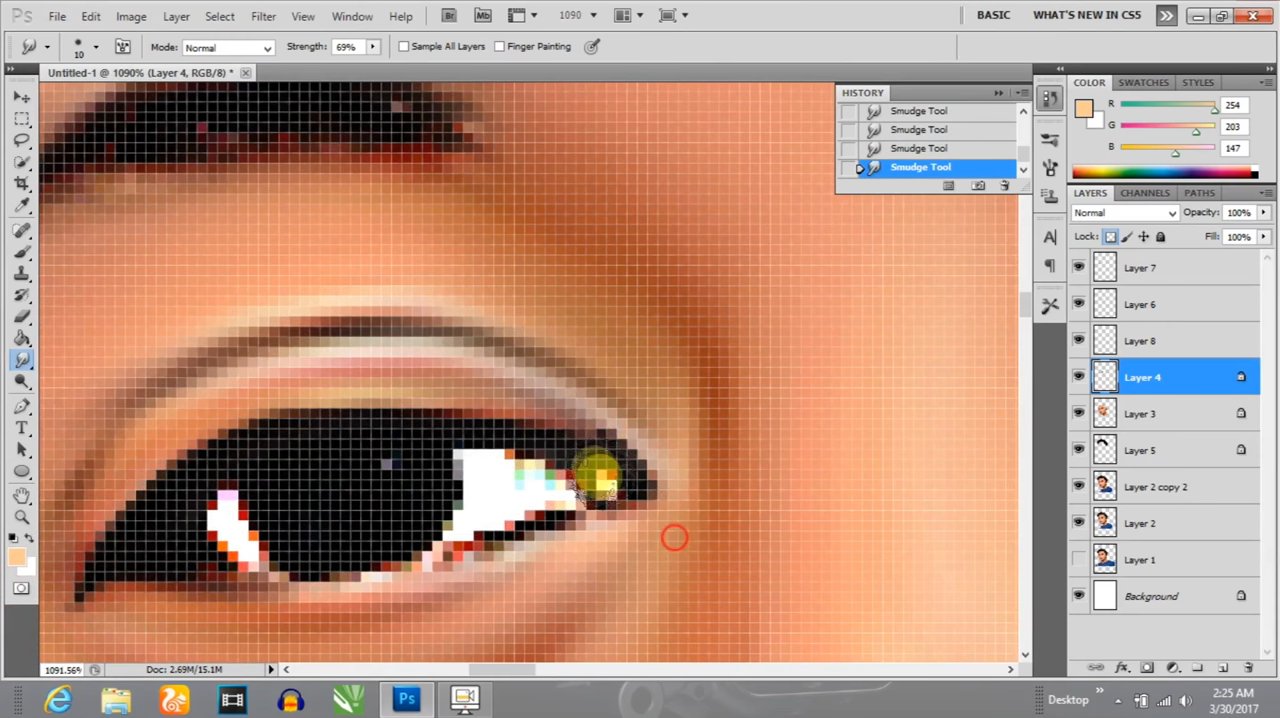 Ps File Edit Image Layer Select Filter View Window Help Br Mb 1090 BASIC WHAT'S NEW IN CS5
10 Mode: Normal Strength: 69% Sample All Layers Finger Painting
Untitled-1 @ 1090% (Layer 4, RGB/8) *
HISTORY
Smudge Tool
Smudge Tool
Smudge Tool
Smudge Tool
COLOR SWATCHES STYLES
R 254
G 203
B 147
LAYERS CHANNELS PATHS
Normal Opacity: 100%
Lock: Fill: 100%
Layer 7
Layer 6
Layer 8
Layer 4
Layer 3
Layer 5
Layer 2 copy 2
Layer 2
Layer 1
Background
1091.56% Doc: 2.69M/15.1M
Ps Desktop 2:25 AM
3/30/2017